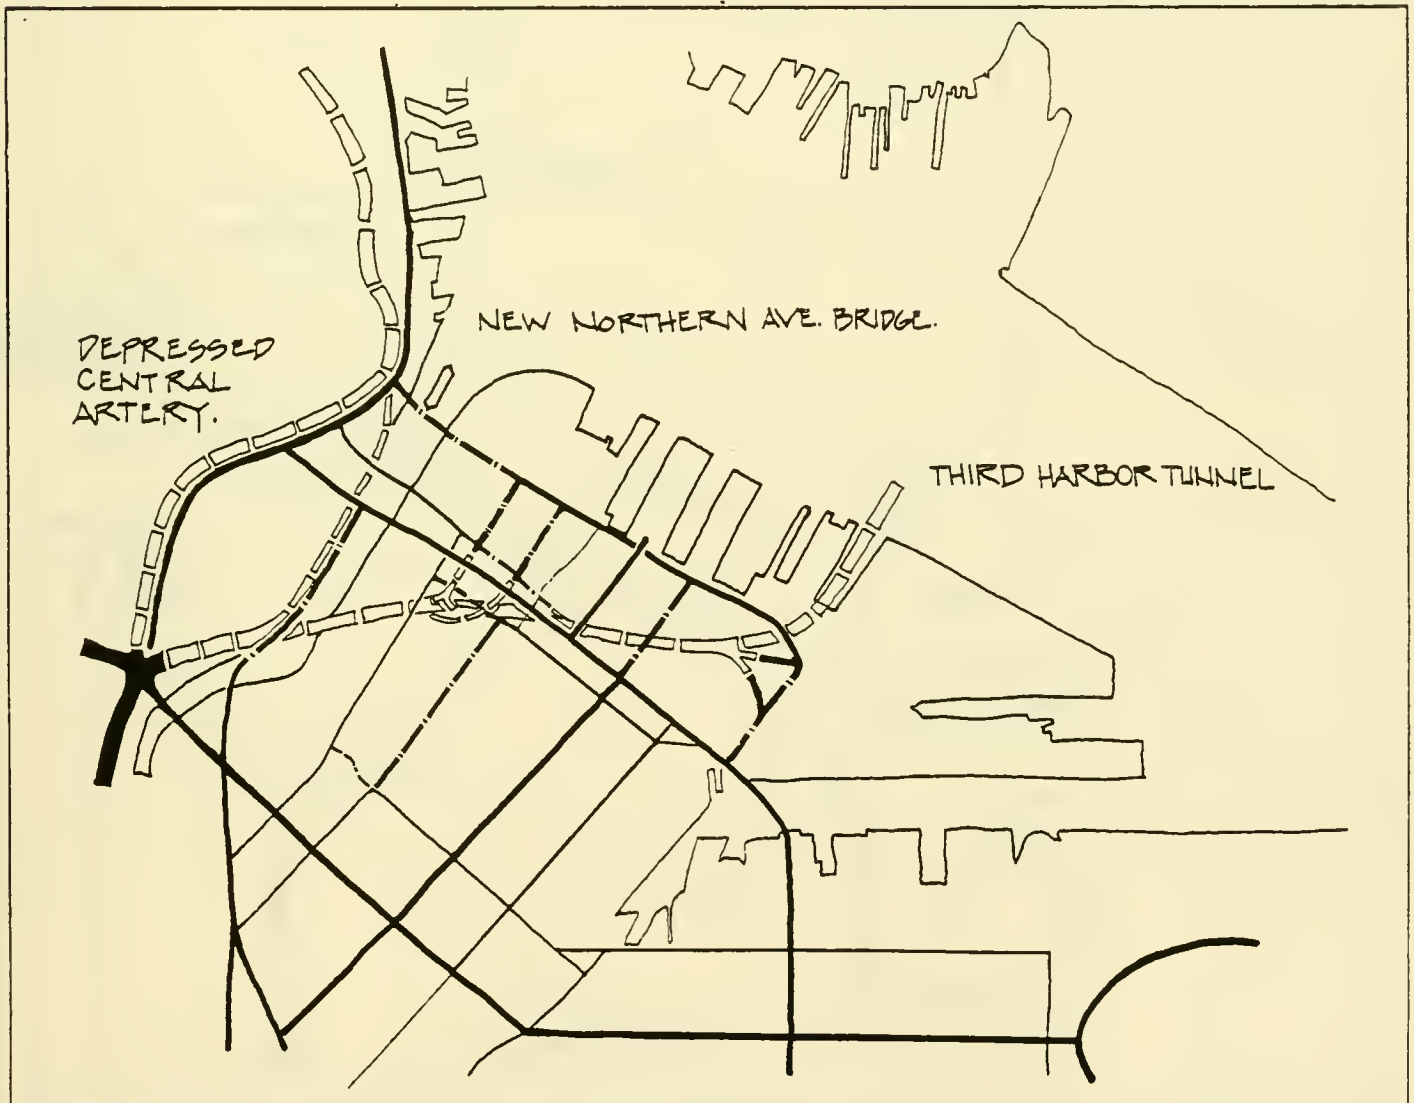 NEW NORTHERN AVE. BRIDGE.
DEPRESSED
CENTRAL
ARTERY.
THIRD HARBOR TUNNEL